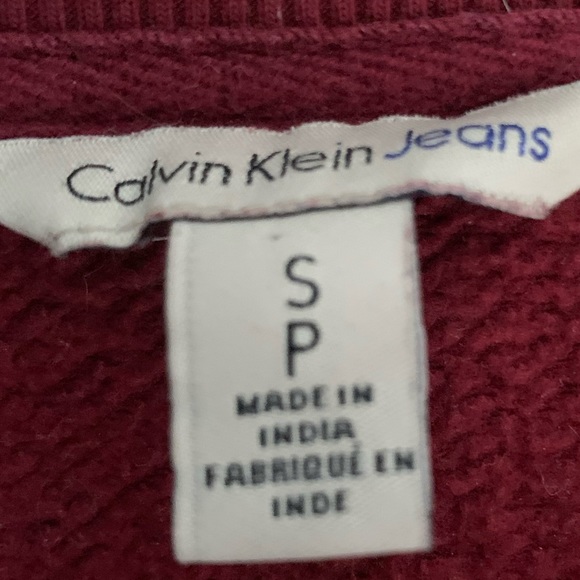 Calvin Klein Jeans
S
P
MADE IN
INDIA
FABRIQUÉ EN
INDE